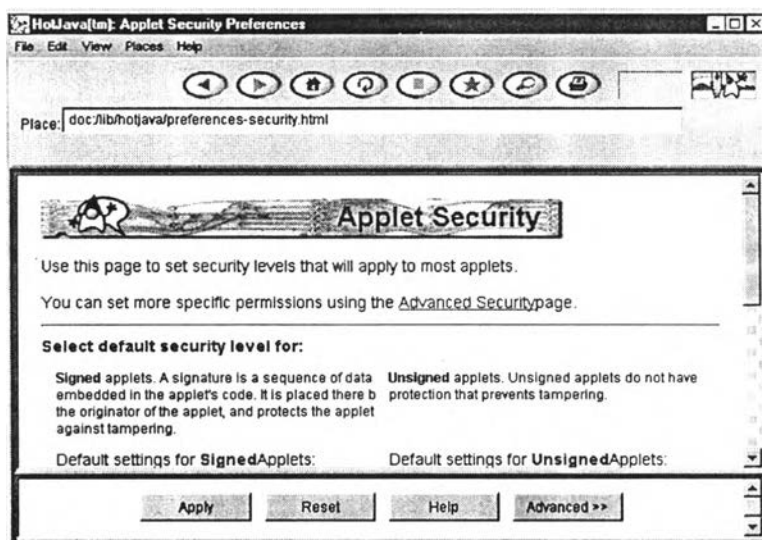 HotJava[tm]: Applet Security Preferences
File Edit View Places Help
Place: doc:/lib/hotjava/preferences-security.html
Applet Security
Use this page to set security levels that will apply to most applets.
You can set more specific permissions using the Advanced Securitypage.
Select default security level for:
Signed applets. A signature is a sequence of data
embedded in the applet's code. It is placed there b
the originator of the applet, and protects the applet
against tampering.
Unsigned applets. Unsigned applets do not have
protection that prevents tampering.
Default settings for SignedApplets:
Default settings for UnsignedApplets:
Apply Reset Help Advanced >>